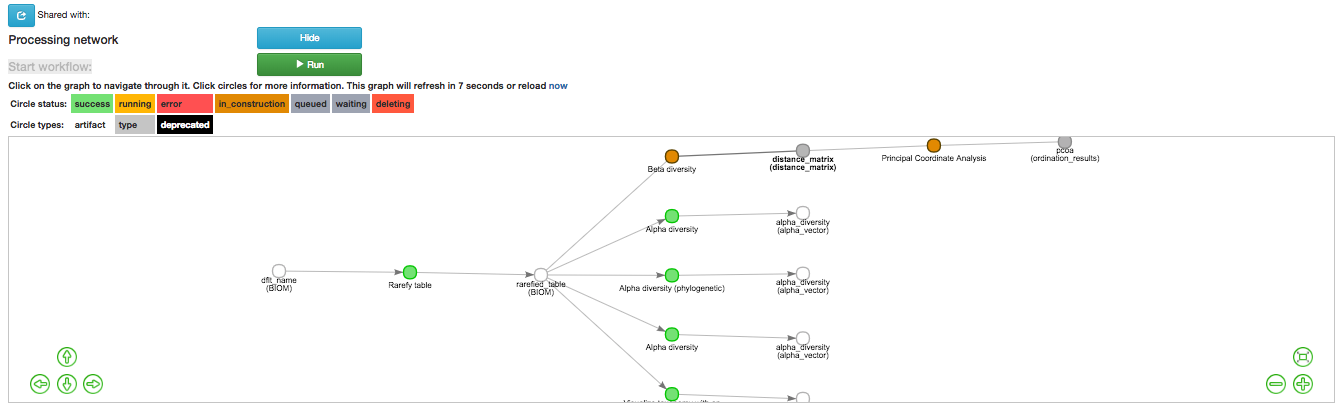 Shared with:
Processing network
Hide
Start workflow:
Run
Click on the graph to navigate through it. Click circles for more information. This graph will refresh in 7 seconds or reload now
Circle status: success running error in_construction queued waiting deleting
Circle types: artifact type deprecated
Beta diversity
distance_matrix
(distance_matrix)
Principal Coordinate Analysis
pcoa
(ordination_results)
Alpha diversity
alpha_diversity
(alpha_vector)
dflt_name
(BIOM)
Rarefy table
rarefied_table
(BIOM)
Alpha diversity (phylogenetic)
alpha_diversity
(alpha_vector)
Alpha diversity
alpha_diversity
(alpha_vector)